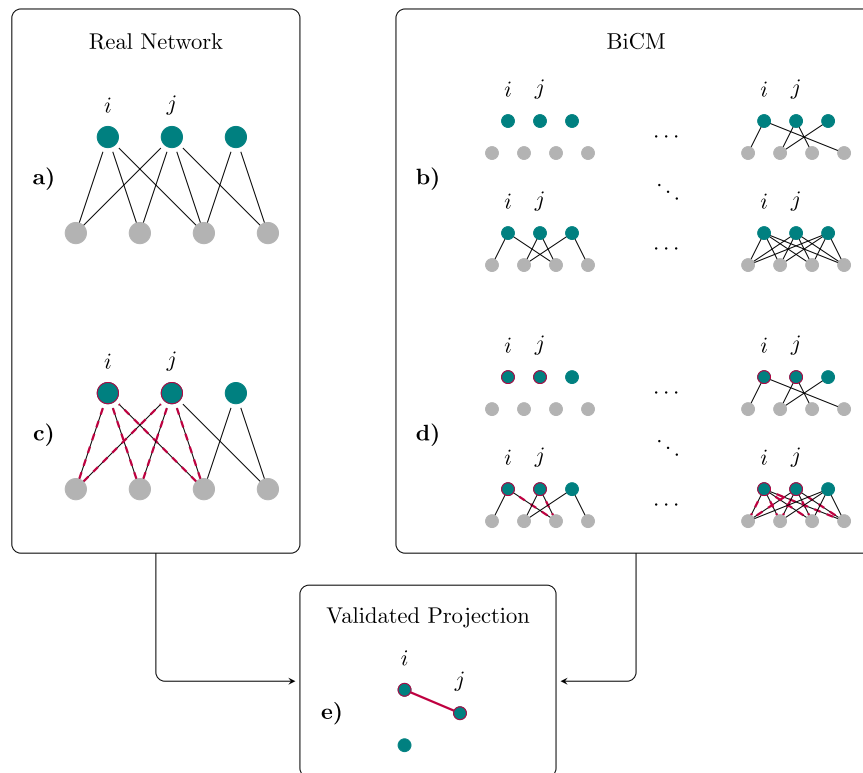 Real Network
i j
a)
i j
c)
BiCM
i j i j
...
b)
i j i j
...
i j i j
...
d)
i j i j
...
Validated Projection
i
j
e)